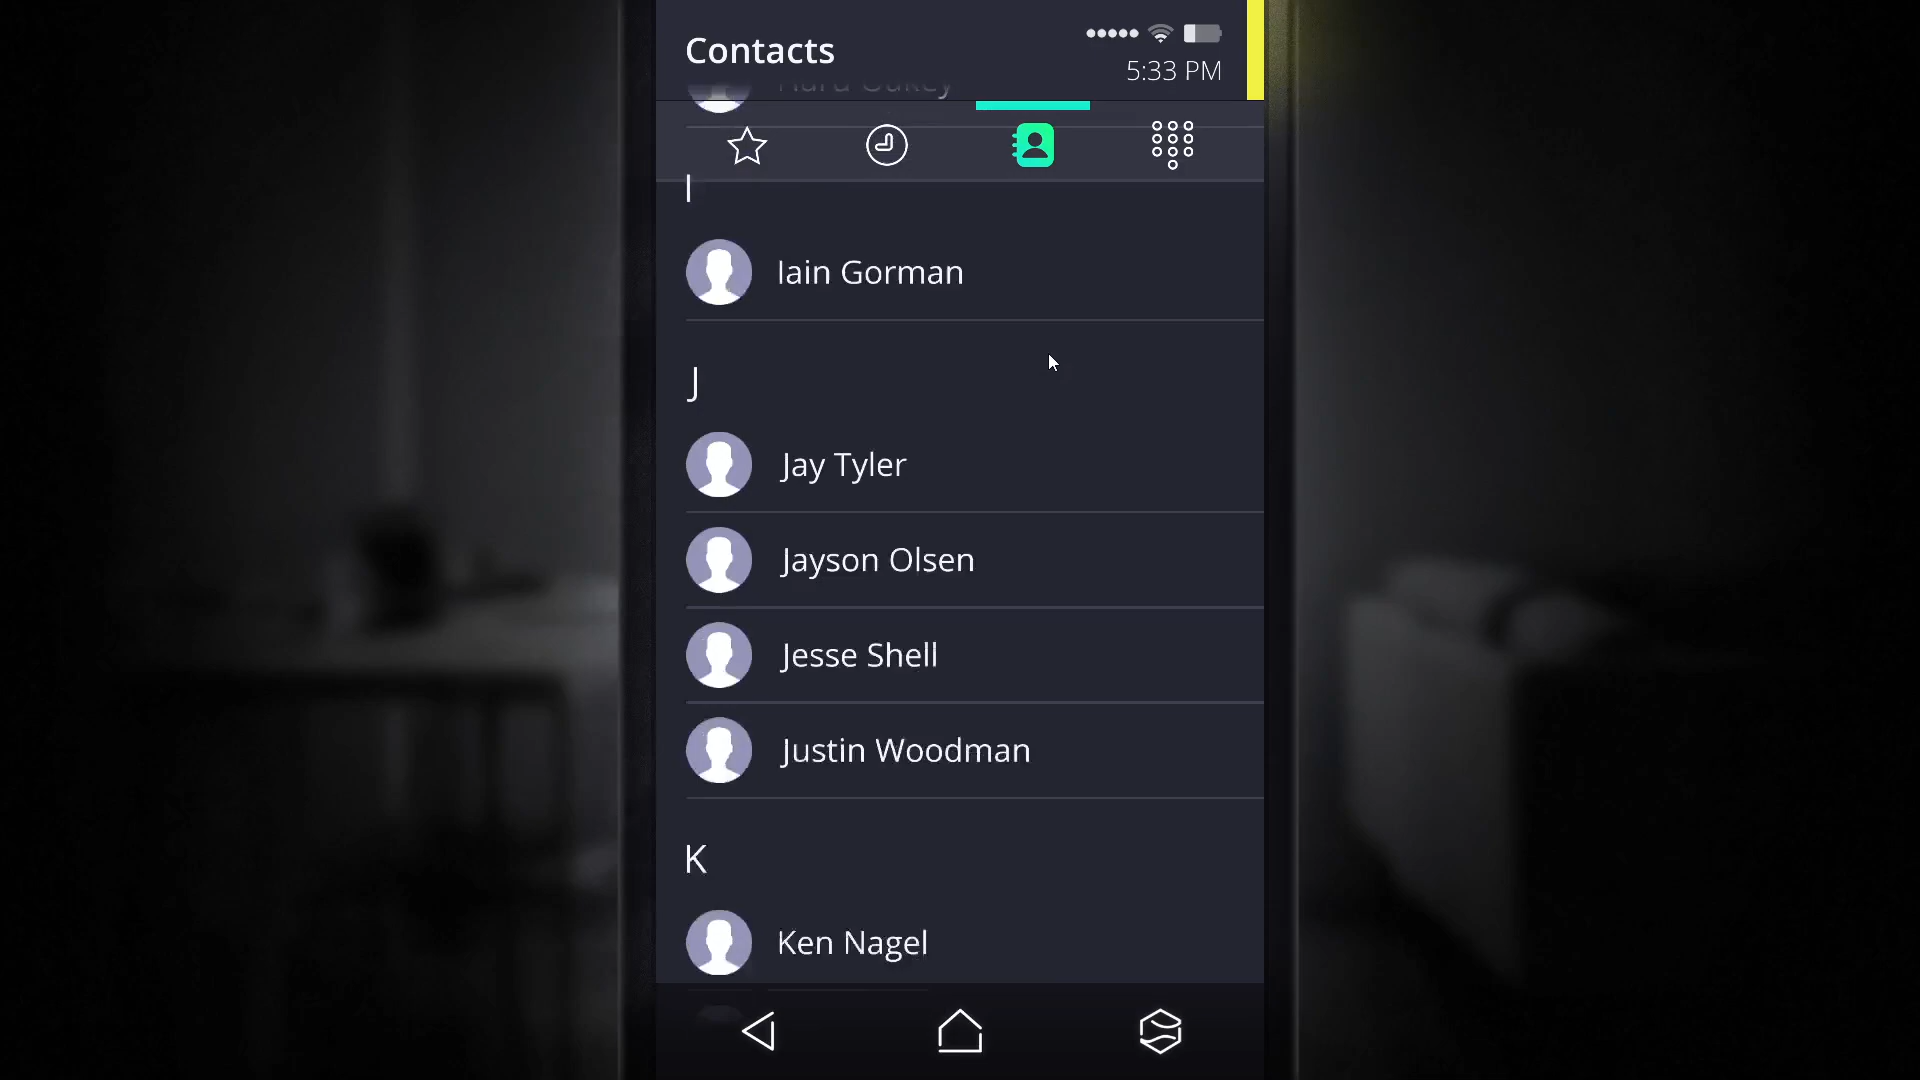 Contacts
5:33 PM
I
Iain Gorman
J
Jay Tyler
Jayson Olsen
Jesse Shell
Justin Woodman
K
Ken Nagel